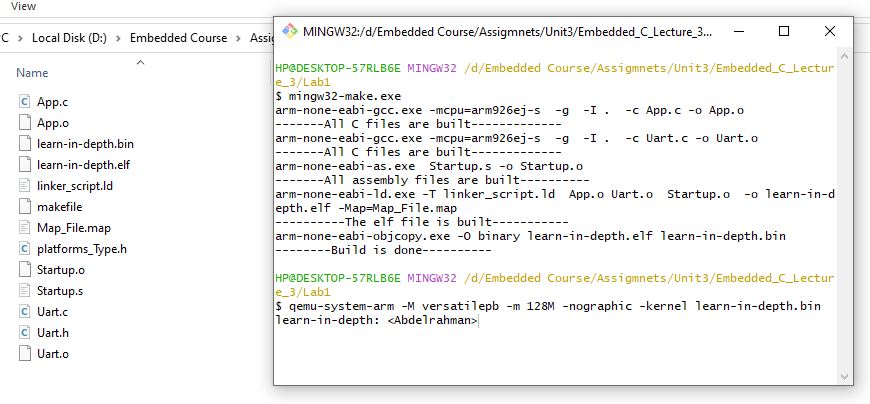 View
C > Local Disk (D:) > Embedded Course > Assig
Name
App.c
App.o
learn-in-depth.bin
learn-in-depth.elf
linker_script.ld
makefile
Map_File.map
platforms_Type.h
Startup.o
Startup.s
Uart.c
Uart.h
Uart.o
MINGW32:/d/Embedded Course/Assigmnets/Unit3/Embedded_C_Lecture_3...
HP@DESKTOP-57RLB6E MINGW32 /d/Embedded Course/Assigmnets/Unit3/Embedded_C_Lectur
e_3/Lab1
$ mingw32-make.exe
arm-none-eabi-gcc.exe -mcpu=arm926ej-s  -g  -I .  -c App.c -o App.o
-------All C files are built-------------
arm-none-eabi-gcc.exe -mcpu=arm926ej-s  -g  -I .  -c Uart.c -o Uart.o
-------All C files are built-------------
arm-none-eabi-as.exe  Startup.s -o Startup.o
-------All assembly files are built----------
arm-none-eabi-ld.exe -T linker_script.ld  App.o Uart.o  Startup.o  -o learn-in-d
epth.elf -Map=Map_File.map
----------The elf file is built-----------
arm-none-eabi-objcopy.exe -O binary learn-in-depth.elf learn-in-depth.bin
--------Build is done----------
HP@DESKTOP-57RLB6E MINGW32 /d/Embedded Course/Assigmnets/Unit3/Embedded_C_Lectur
e_3/Lab1
$ qemu-system-arm -M versatilepb -m 128M -nographic -kernel learn-in-depth.bin
learn-in-depth: <Abdelrahman>